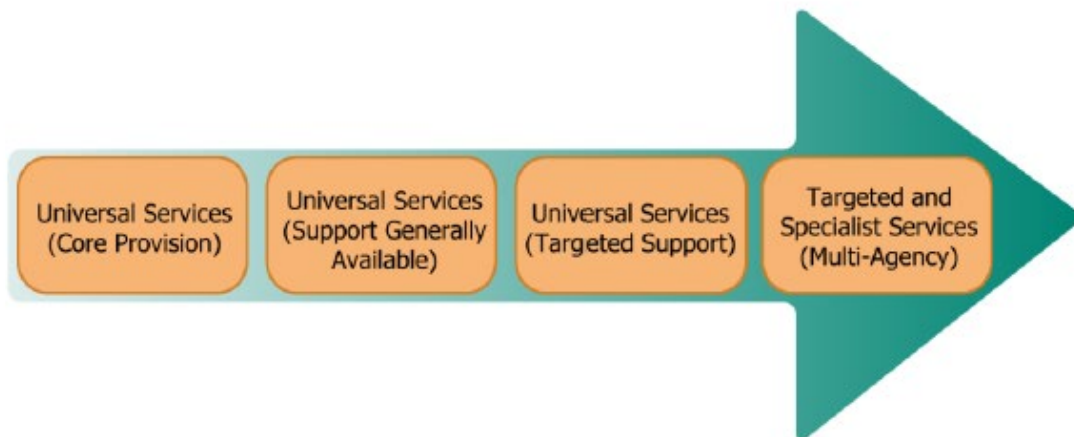 Universal Services
(Core Provision)
Universal Services
(Support Generally
Available)
Universal Services
(Targeted Support)
Targeted and
Specialist Services
(Multi-Agency)